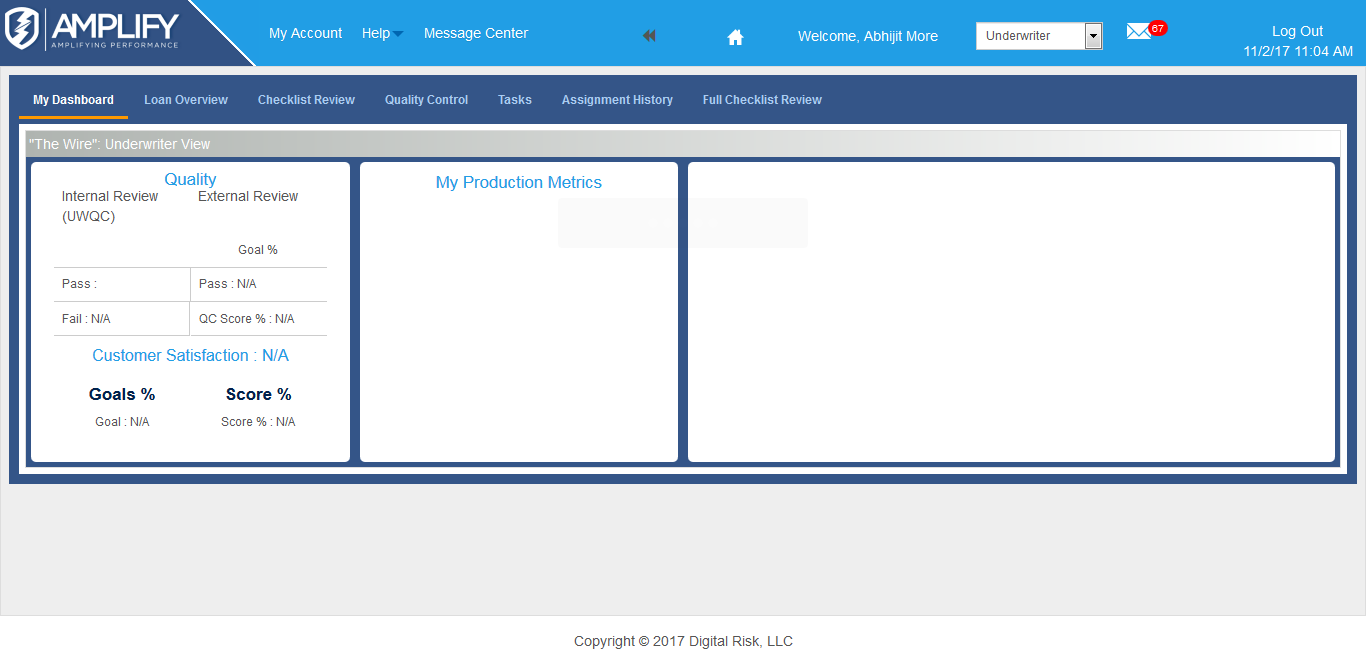 AMPLIFY
AMPLIFYING PERFORMANCE
My Account Help Message Center
Welcome, Abhijit More
Underwriter
67
Log Out
11/2/17 11:04 AM
My Dashboard Loan Overview Checklist Review Quality Control Tasks Assignment History Full Checklist Review
"The Wire": Underwriter View
Quality
Internal Review (UWQC)
External Review
Goal %
Pass : Pass : N/A
Fail : N/A QC Score % : N/A
Customer Satisfaction : N/A
Goals % Score %
Goal : N/A Score % : N/A
My Production Metrics
Copyright © 2017 Digital Risk, LLC